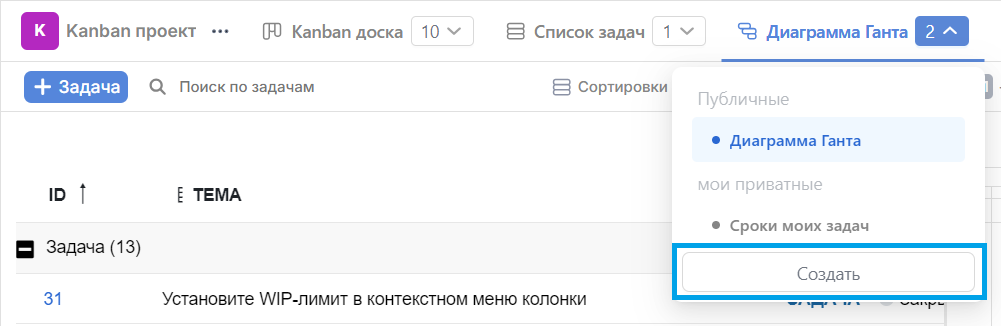 K Kanban проект ... Kanban доска 10 Список задач 1 Диаграмма Ганта 2
+ Задача Поиск по задачам Сортировки
Публичные
Диаграмма Ганта
мои приватные
Сроки моих задач
Создать
ID ТЕМА
Задача (13)
31 Установите WIP-лимит в контекстном меню колонки ЗАДАЧА